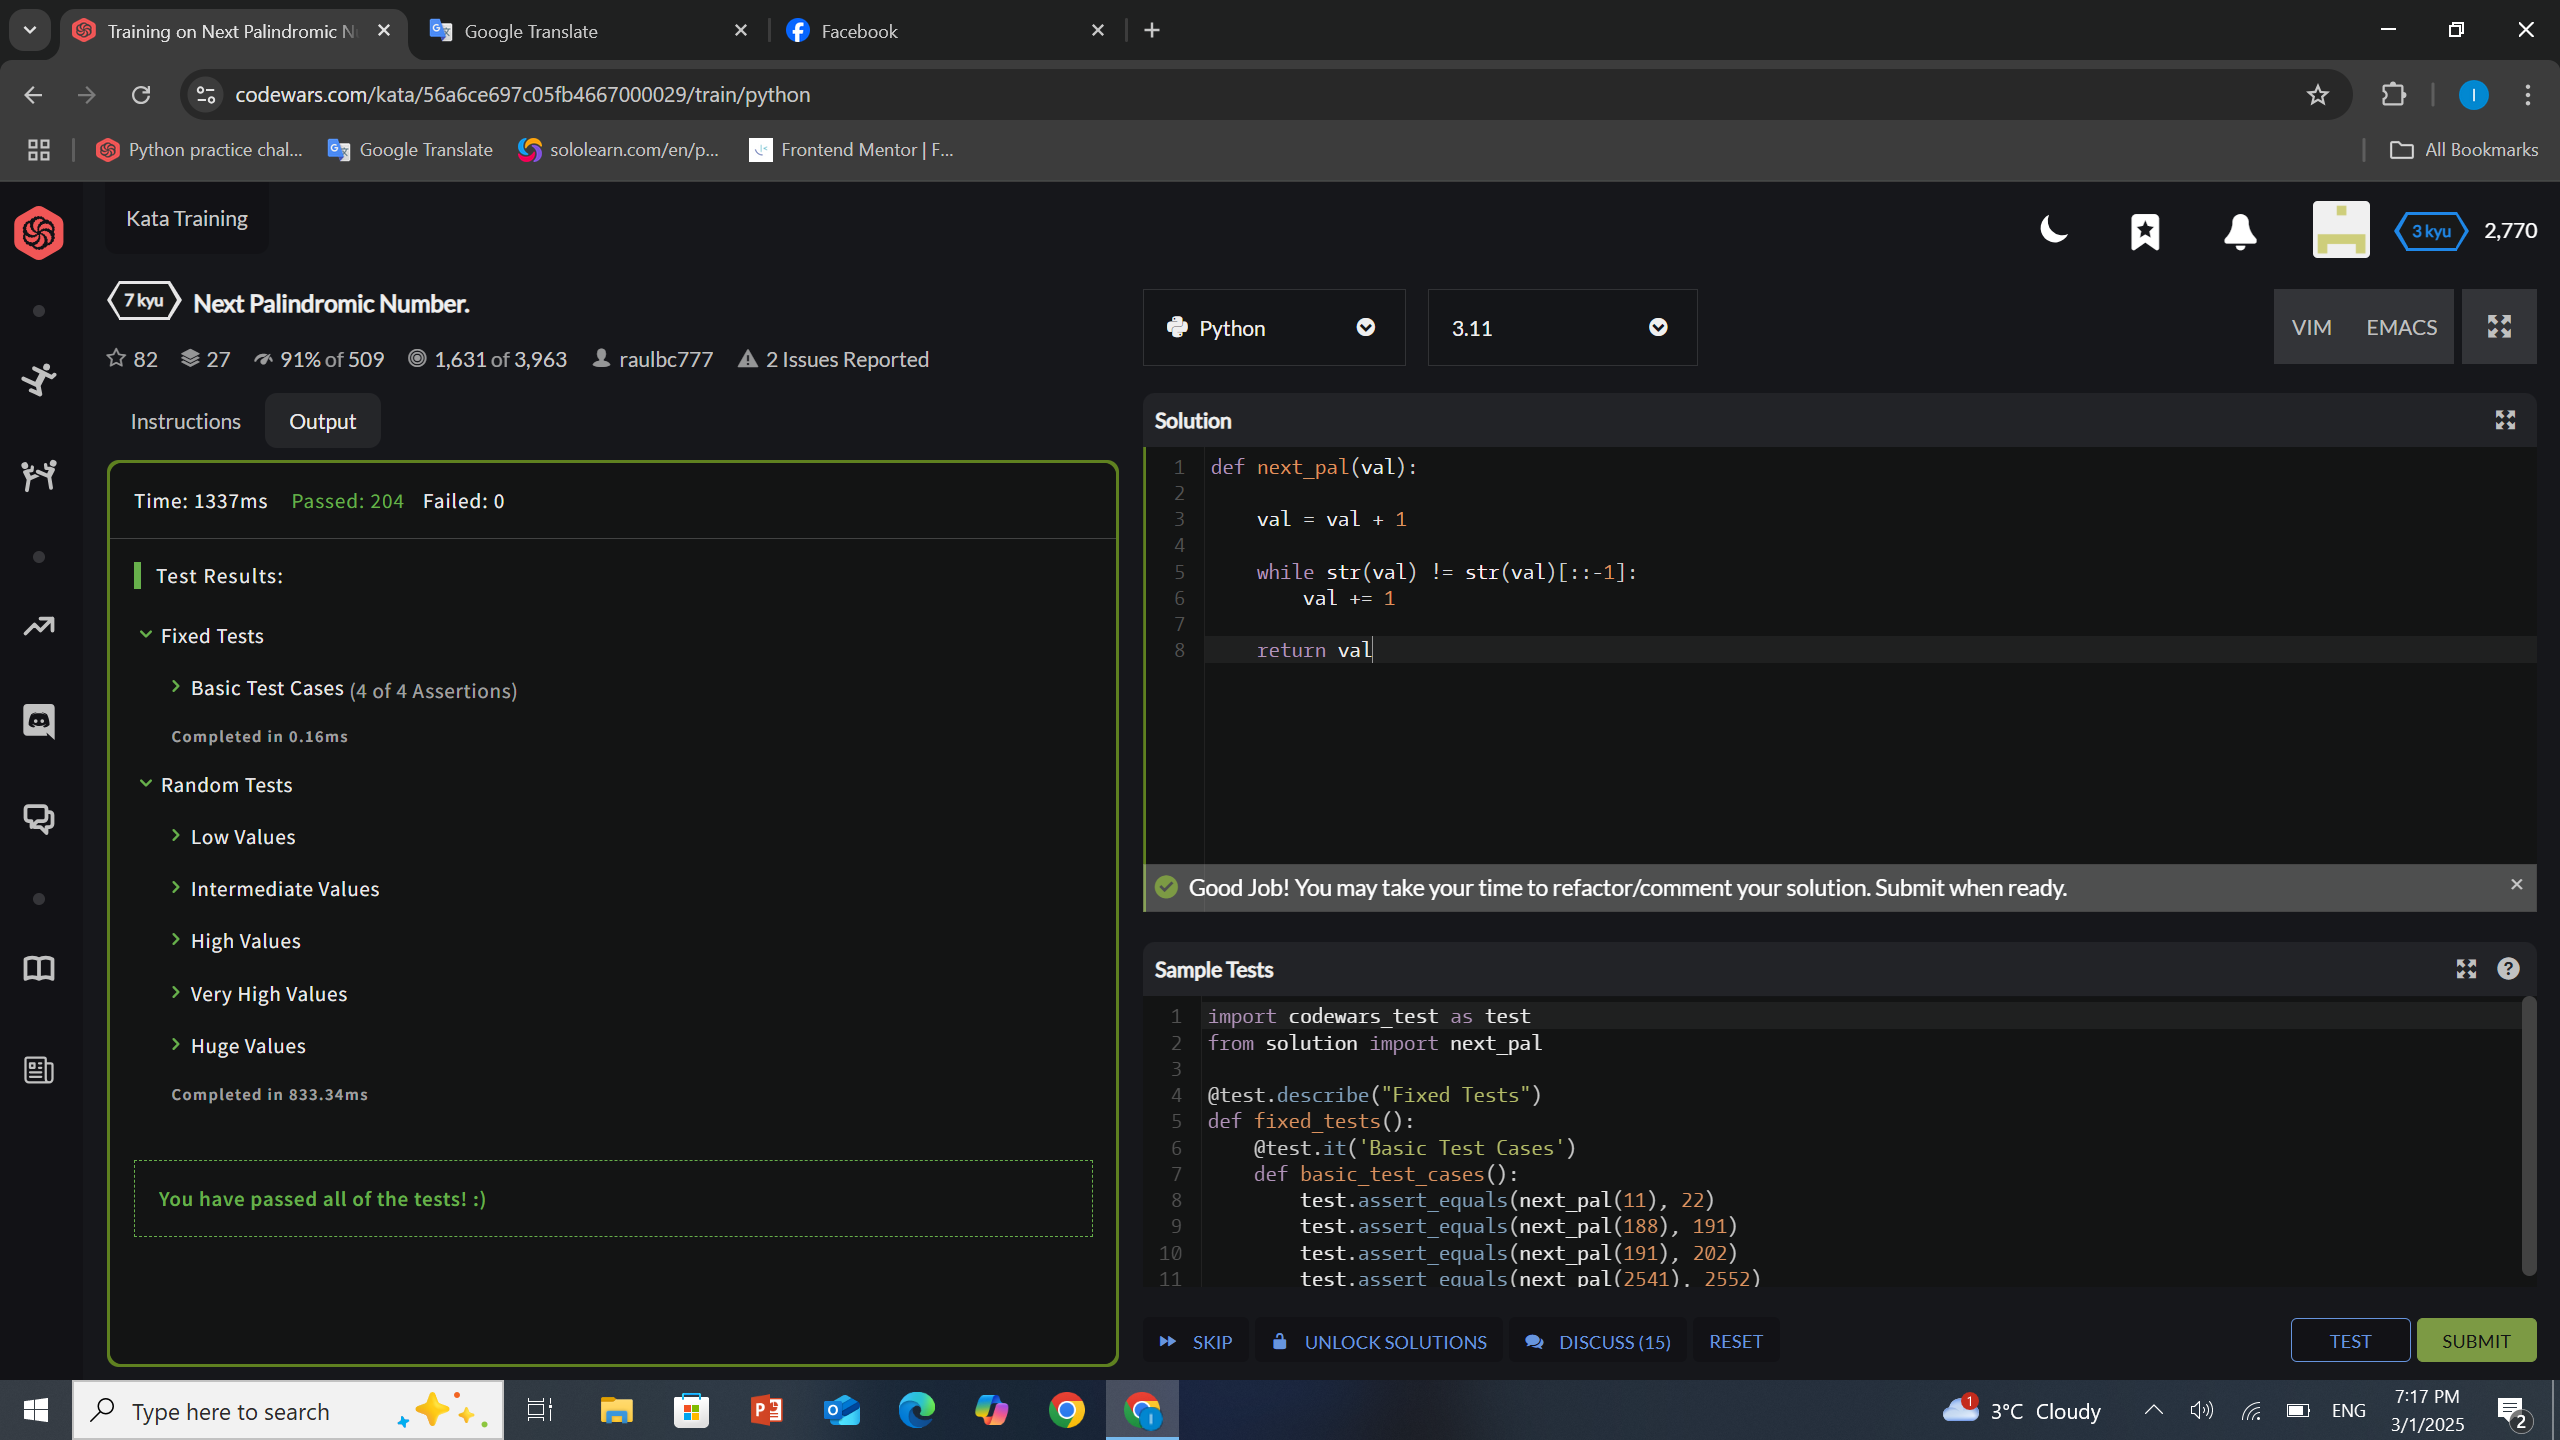 Training on Next Palindromic N
Google Translate
Facebook
codewars.com/kata/56a6ce697c05fb4667000029/train/python
I
Python practice chal...
Google Translate
sololearn.com/en/p...
Frontend Mentor | F...
All Bookmarks
Kata Training
3 kyu
2,770
7 kyu
Next Palindromic Number.
82
27
91% of 509
1,631 of 3,963
raulbc777
2 Issues Reported
Python
3.11
VIM
EMACS
Instructions
Output
Time: 1337ms Passed: 204 Failed: 0
Test Results:
Fixed Tests
Basic Test Cases (4 of 4 Assertions)
Completed in 0.16ms
Random Tests
Low Values
Intermediate Values
High Values
Very High Values
Huge Values
Completed in 833.34ms
You have passed all of the tests! :)
Solution
1 def next_pal(val):
2
3 val = val + 1
4
5 while str(val) != str(val)[::-1]:
6 val += 1
7
8 return val
Good Job! You may take your time to refactor/comment your solution. Submit when ready.
Sample Tests
1 import codewars_test as test
2 from solution import next_pal
3
4 @test.describe("Fixed Tests")
5 def fixed_tests():
6 @test.it('Basic Test Cases')
7 def basic_test_cases():
8 test.assert_equals(next_pal(11), 22)
9 test.assert_equals(next_pal(188), 191)
10 test.assert_equals(next_pal(191), 202)
11 test.assert_equals(next_pal(2541), 2552)
SKIP
UNLOCK SOLUTIONS
DISCUSS (15)
RESET
TEST
SUBMIT
Type here to search
1
3°C Cloudy
ENG
7:17 PM
3/1/2025
2